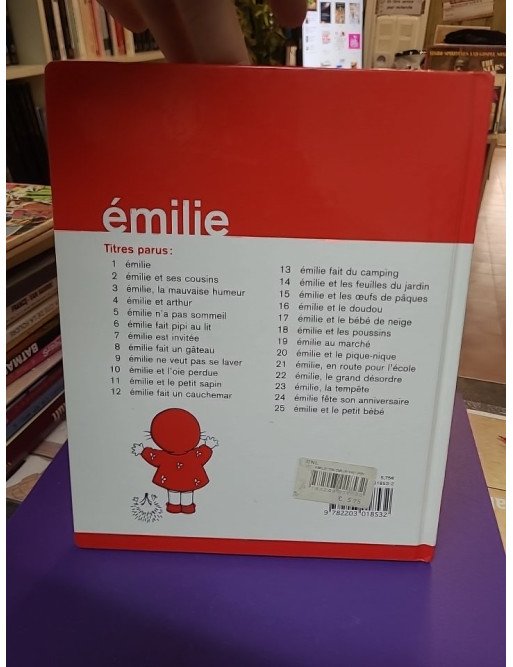 émilie
Titres parus :
1 émilie
2 émilie et ses cousins
3 émilie, la mauvaise humeur
4 émilie et arthur
5 émilie n'a pas sommeil
6 émilie fait pipi au lit
7 émilie est invitée
8 émilie fait un gâteau
9 émilie ne veut pas se laver
10 émilie et l'oie perdue
11 émilie et le petit sapin
12 émilie fait un cauchemar
13 émilie fait du camping
14 émilie et les feuilles du jardin
15 émilie et les œufs de pâques
16 émilie et le doudou
17 émilie et le bébé de neige
18 émilie et les poussins
19 émilie au marché
20 émilie et le pique-nique
21 émilie, en route pour l'école
22 émilie, le grand désordre
23 émilie, la tempête
24 émilie fête son anniversaire
25 émilie et le petit bébé
5,75€
9 782203 018532
BATMAN